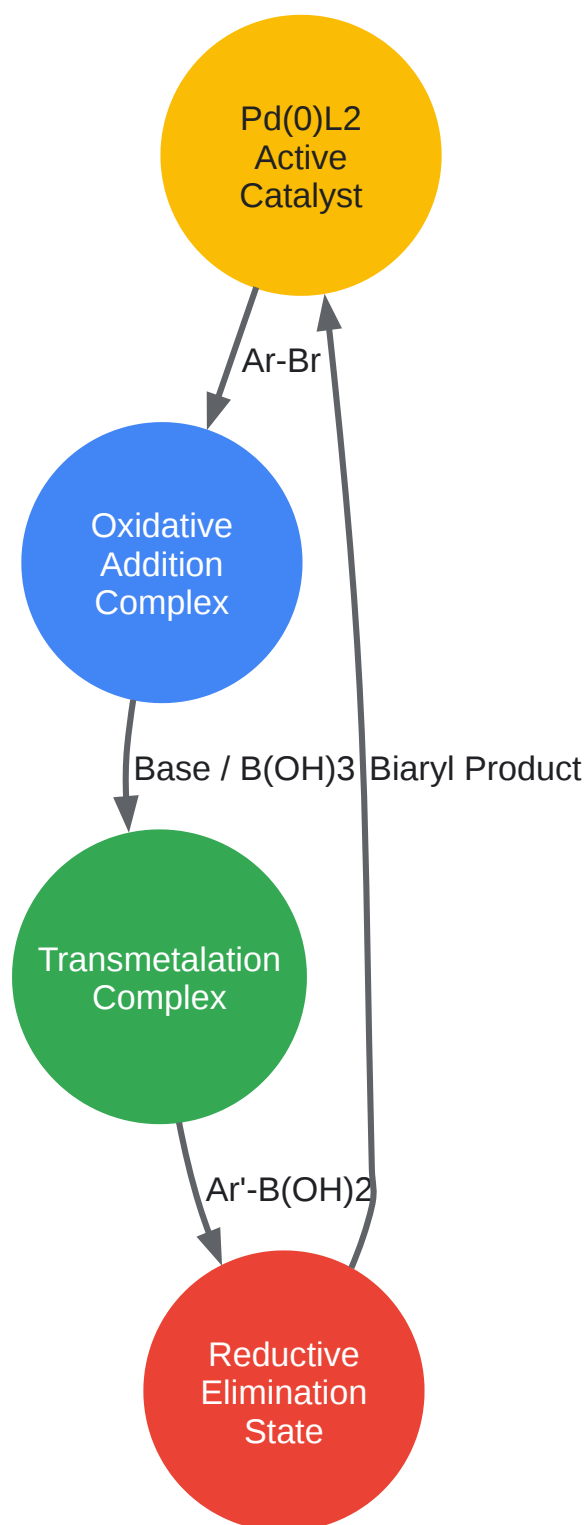 Pd(0)L2
Active
Catalyst
Ar-Br
Oxidative
Addition
Complex
Base / B(OH)3
Biaryl Product
Transmetalation
Complex
Ar'-B(OH)2
Reductive
Elimination
State